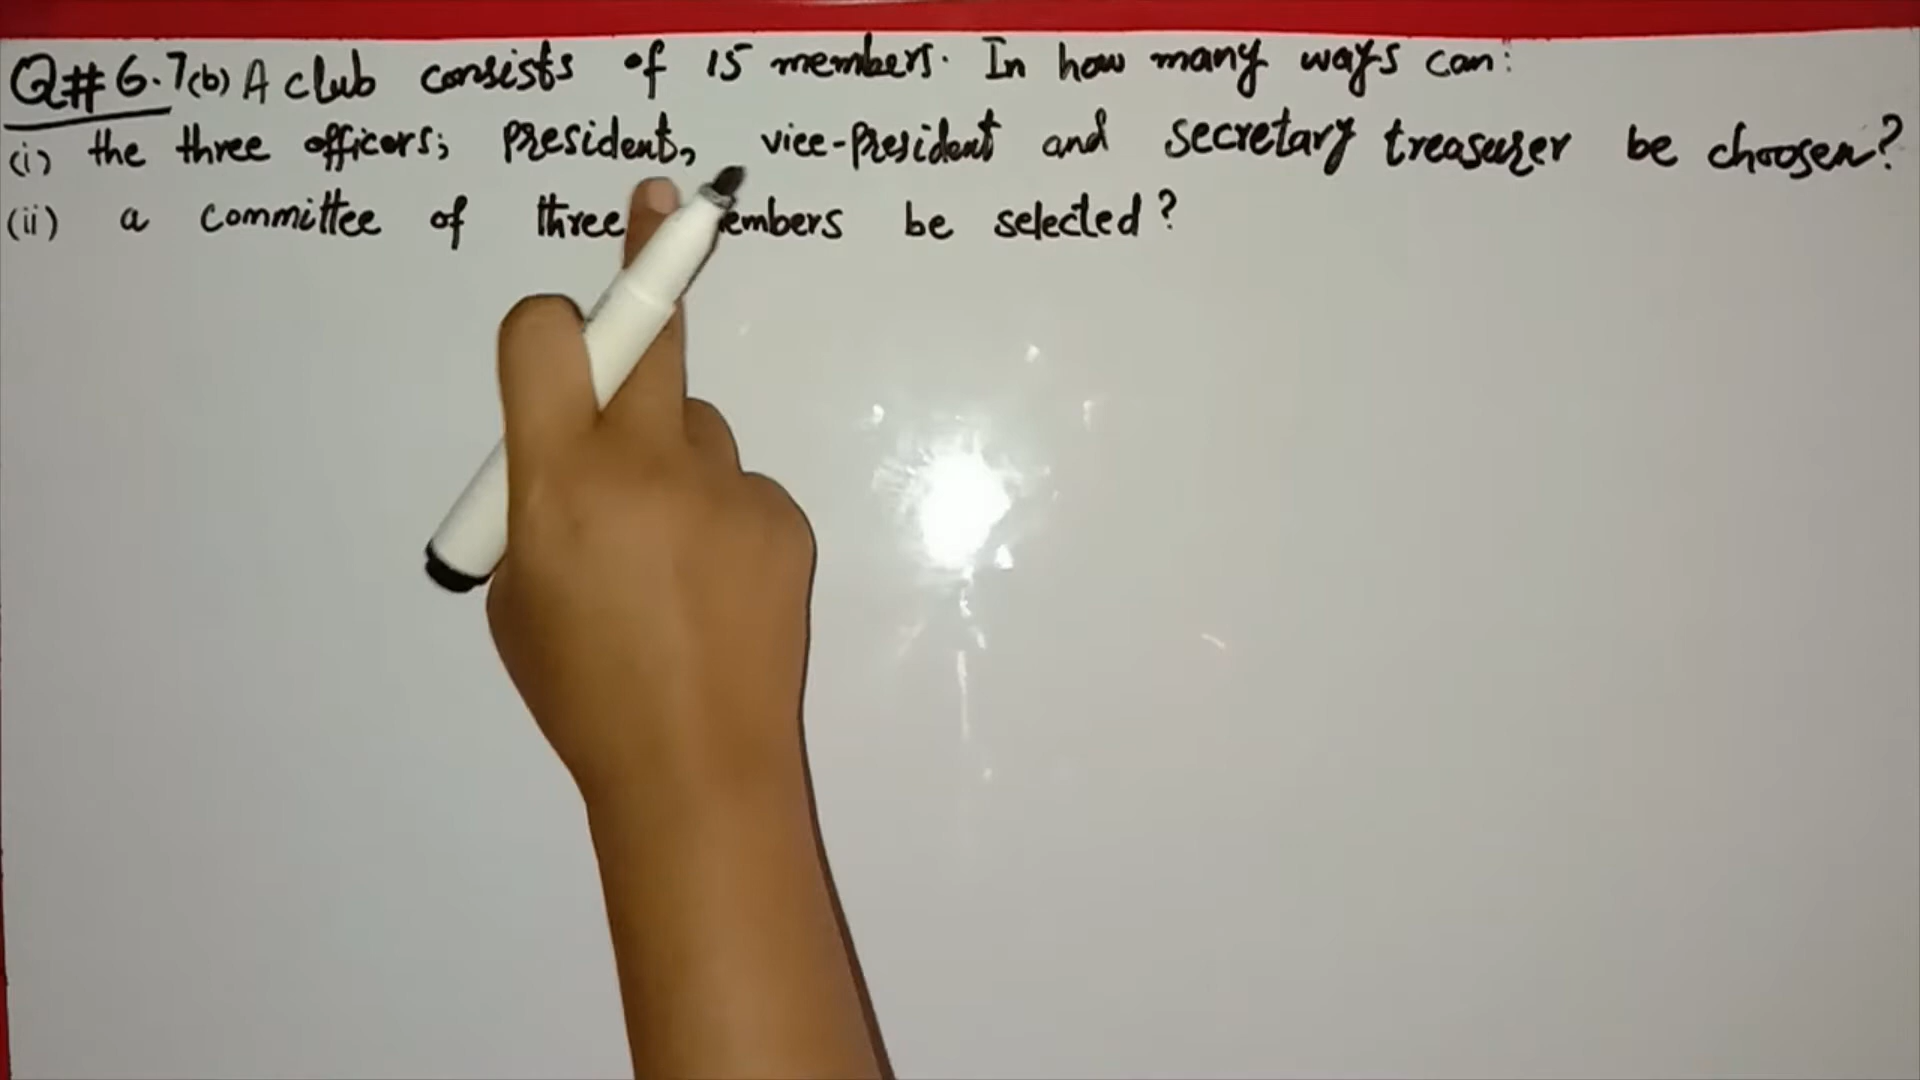 Q#6.7(b) A club consists of 15 members. In how many ways can:
(i) the three officers; president, vice-president and secretary treasurer be choosen?
(ii) a committee of three embers be selected?